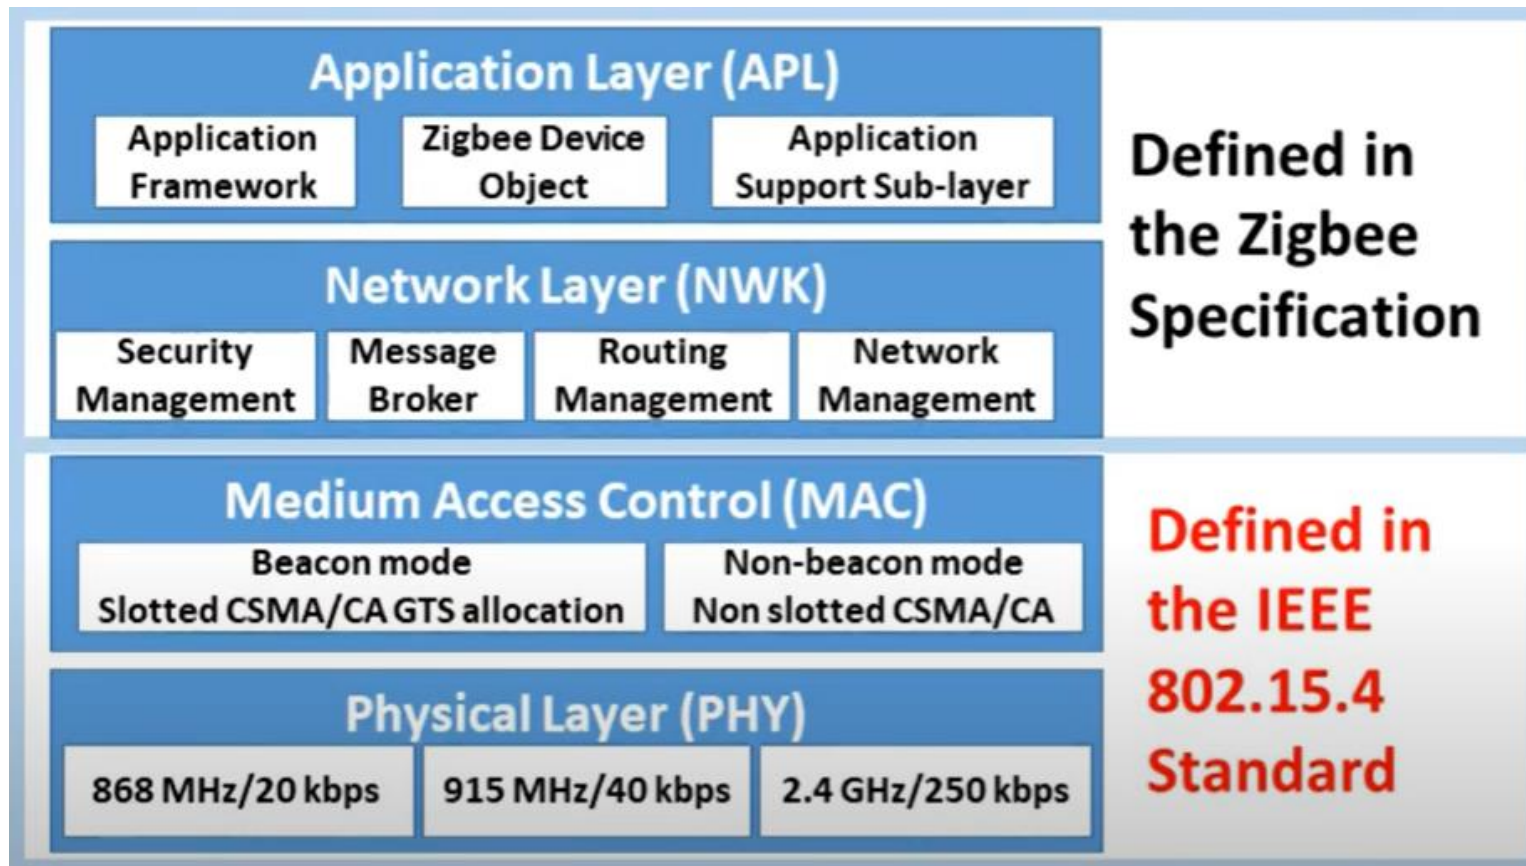 Application Layer (APL)
Application
Framework
Zigbee Device
Object
Application
Support Sub-layer
Defined in
the Zigbee
Specification
Network Layer (NWK)
Security
Management
Message
Broker
Routing
Management
Network
Management
Medium Access Control (MAC)
Beacon mode
Slotted CSMA/CA GTS allocation
Non-beacon mode
Non slotted CSMA/CA
Defined in
the IEEE
802.15.4
Standard
Physical Layer (PHY)
868 MHz/20 kbps
915 MHz/40 kbps
2.4 GHz/250 kbps